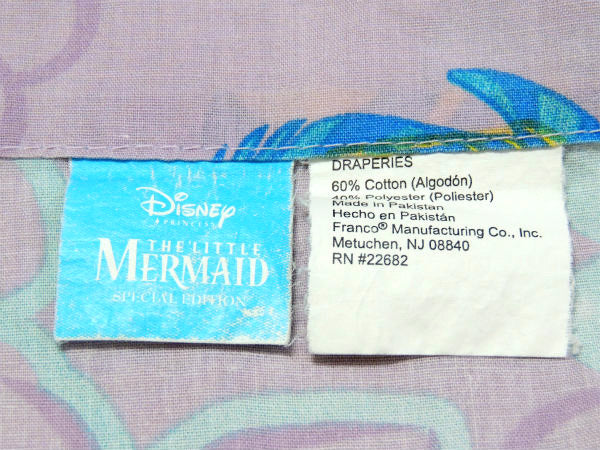 Disney
PRINCESS
THE LITTLE
MERMAID
SPECIAL EDITION
DRAPERIES
60% Cotton (Algodón)
40% Polyester (Poliester)
Made in Pakistan
Hecho en Pakistán
Franco® Manufacturing Co., Inc.
Metuchen, NJ 08840
RN #22682